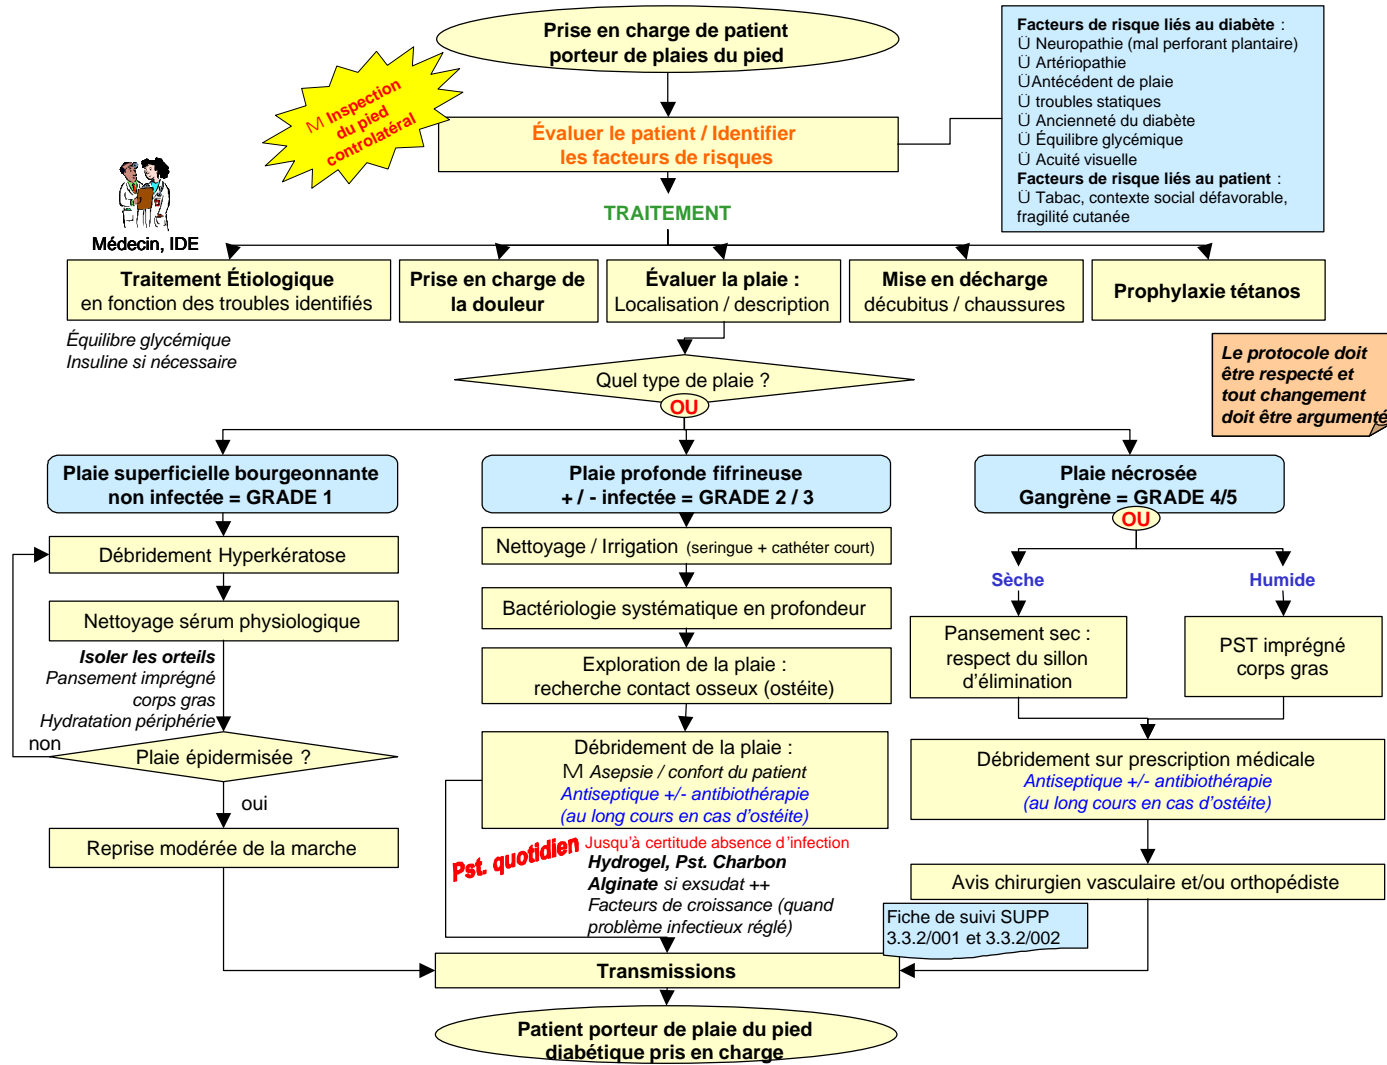 Prise en charge de patient
porteur de plaies du pied
Facteurs de risque liés au diabète :
Ü Neuropathie (mal perforant plantaire)
Ü Artériopathie
Ü Antécédent de plaie
Ü troubles statiques
Ü Ancienneté du diabète
Ü Équilibre glycémique
Ü Acuité visuelle
Facteurs de risque liés au patient :
Ü Tabac, contexte social défavorable,
fragilité cutanée
M Inspection
du pied
controlatéral
Évaluer le patient / Identifier
les facteurs de risques
Médecin, IDE
TRAITEMENT
Traitement Étiologique
en fonction des troubles identifiés
Prise en charge de
la douleur
Évaluer la plaie :
Localisation / description
Mise en décharge
décubitus / chaussures
Prophylaxie tétanos
Équilibre glycémique
Insuline si nécessaire
Le protocole doit
être respecté et
tout changement
doit être argumenté
Quel type de plaie ?
OU
Plaie superficielle bourgeonnante
non infectée = GRADE 1
Plaie profonde fifrineuse
+ / - infectée = GRADE 2 / 3
Plaie nécrosée
Gangrène = GRADE 4/5
OU
Débridement Hyperkératose
Nettoyage sérum physiologique
Isoler les orteils
Pansement imprégné
corps gras
Hydratation périphérie
non
Plaie épidermisée ?
oui
Reprise modérée de la marche
Nettoyage / Irrigation (seringue + cathéter court)
Bactériologie systématique en profondeur
Exploration de la plaie :
recherche contact osseux (ostéite)
Débridement de la plaie :
M Asepsie / confort du patient
Antiseptique +/- antibiothérapie
(au long cours en cas d'ostéite)
Pst. quotidien
Jusqu'à certitude absence d'infection
Hydrogel, Pst. Charbon
Alginate si exsudat ++
Facteurs de croissance (quand
problème infectieux réglé)
Sèche
Humide
Pansement sec :
respect du sillon
d'élimination
PST imprégné
corps gras
Débridement sur prescription médicale
Antiseptique +/- antibiothérapie
(au long cours en cas d'ostéite)
Avis chirurgien vasculaire et/ou orthopédiste
Fiche de suivi SUPP
3.3.2/001 et 3.3.2/002
Transmissions
Patient porteur de plaie du pied
diabétique pris en charge